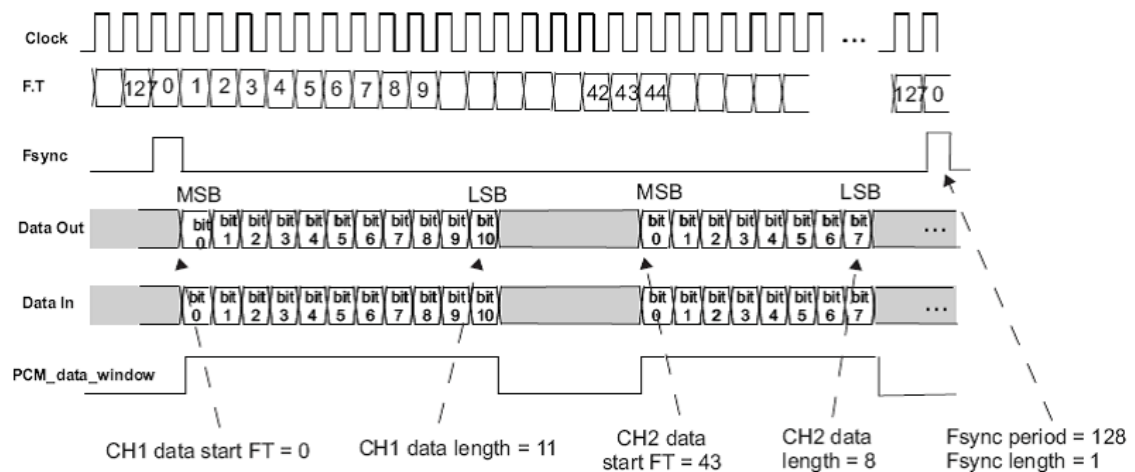 Clock ...
F.T 127 0 1 2 3 4 5 6 7 8 9 42 43 44 127 0
Fsync
MSB LSB MSB LSB
Data Out bit 0 bit 1 bit 2 bit 3 bit 4 bit 5 bit 6 bit 7 bit 8 bit 9 bit 10 bit 0 bit 1 bit 2 bit 3 bit 4 bit 5 bit 6 bit 7 ...
Data In bit 0 bit 1 bit 2 bit 3 bit 4 bit 5 bit 6 bit 7 bit 8 bit 9 bit 10 bit 0 bit 1 bit 2 bit 3 bit 4 bit 5 bit 6 bit 7 ...
PCM_data_window
CH1 data start FT = 0
CH1 data length = 11
CH2 data
start FT = 43
CH2 data
length = 8
Fsync period = 128
Fsync length = 1